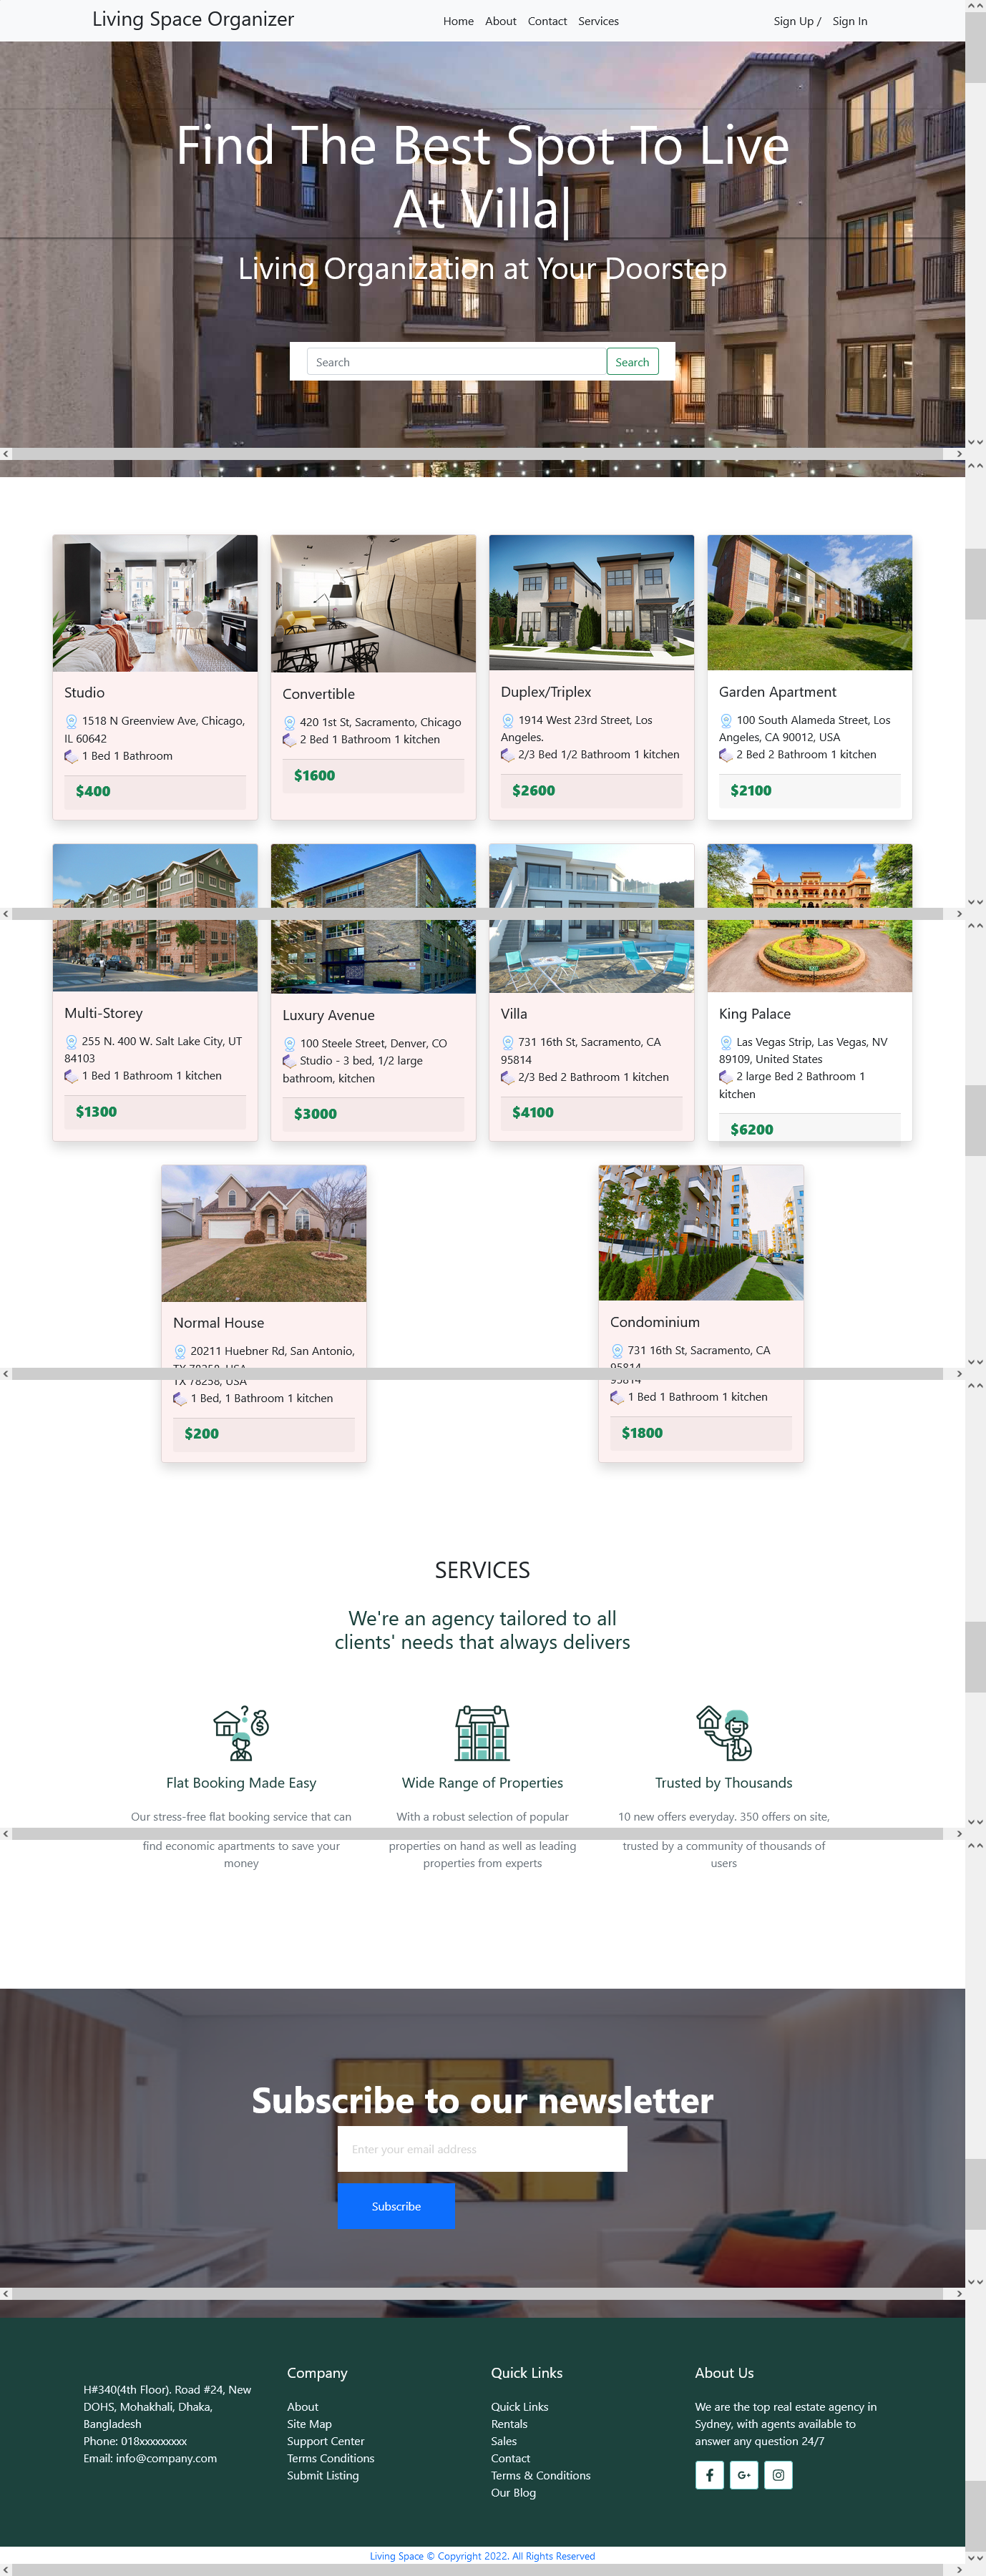 Living Space Organizer
Home About Contact Services
Sign Up / Sign In
Find The Best Spot To Live
At Villa|
Living Organization at Your Doorstep
Search Search
Studio
1518 N Greenview Ave, Chicago,
IL 60642
1 Bed 1 Bathroom
$400
Convertible
420 1st St, Sacramento, Chicago
2 Bed 1 Bathroom 1 kitchen
$1600
Duplex/Triplex
1914 West 23rd Street, Los
Angeles.
2/3 Bed 1/2 Bathroom 1 kitchen
$2600
Garden Apartment
100 South Alameda Street, Los
Angeles, CA 90012, USA
2 Bed 2 Bathroom 1 kitchen
$2100
Multi-Storey
255 N. 400 W. Salt Lake City, UT
84103
1 Bed 1 Bathroom 1 kitchen
$1300
Luxury Avenue
100 Steele Street, Denver, CO
Studio - 3 bed, 1/2 large
bathroom, kitchen
$3000
Villa
731 16th St, Sacramento, CA
95814
2/3 Bed 2 Bathroom 1 kitchen
$4100
King Palace
Las Vegas Strip, Las Vegas, NV
89109, United States
2 large Bed 2 Bathroom 1
kitchen
$6200
Normal House
20211 Huebner Rd, San Antonio,
TX 78258, USA
1 Bed, 1 Bathroom 1 kitchen
$200
Condominium
731 16th St, Sacramento, CA
95814
1 Bed 1 Bathroom 1 kitchen
$1800
SERVICES
We're an agency tailored to all
clients' needs that always delivers
Flat Booking Made Easy
Our stress-free flat booking service that can
find economic apartments to save your
money
Wide Range of Properties
With a robust selection of popular
properties on hand as well as leading
properties from experts
Trusted by Thousands
10 new offers everyday. 350 offers on site,
trusted by a community of thousands of
users
Subscribe to our newsletter
Enter your email address
Subscribe
H#340(4th Floor). Road #24, New
DOHS, Mohakhali, Dhaka,
Bangladesh
Phone: 018xxxxxxxxx
Email: info@company.com
Company
About
Site Map
Support Center
Terms Conditions
Submit Listing
Quick Links
Quick Links
Rentals
Sales
Contact
Terms & Conditions
Our Blog
About Us
We are the top real estate agency in
Sydney, with agents available to
answer any question 24/7
Living Space © Copyright 2022. All Rights Reserved